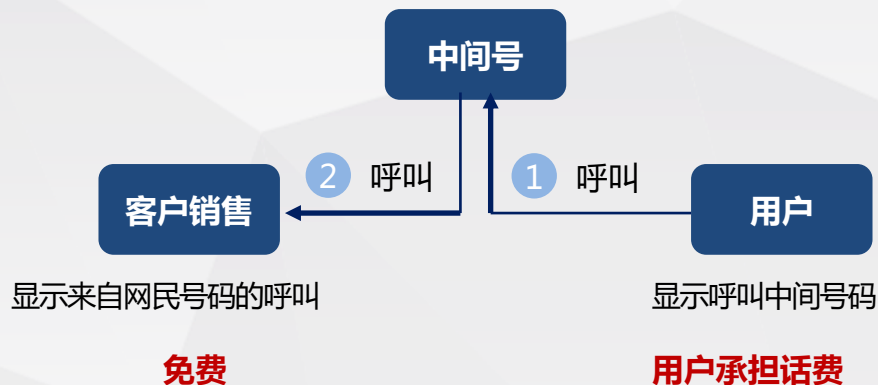 中间号
2 呼叫
1 呼叫
客户销售
用户
显示来自网民号码的呼叫
显示呼叫中间号码
免费
用户承担话费